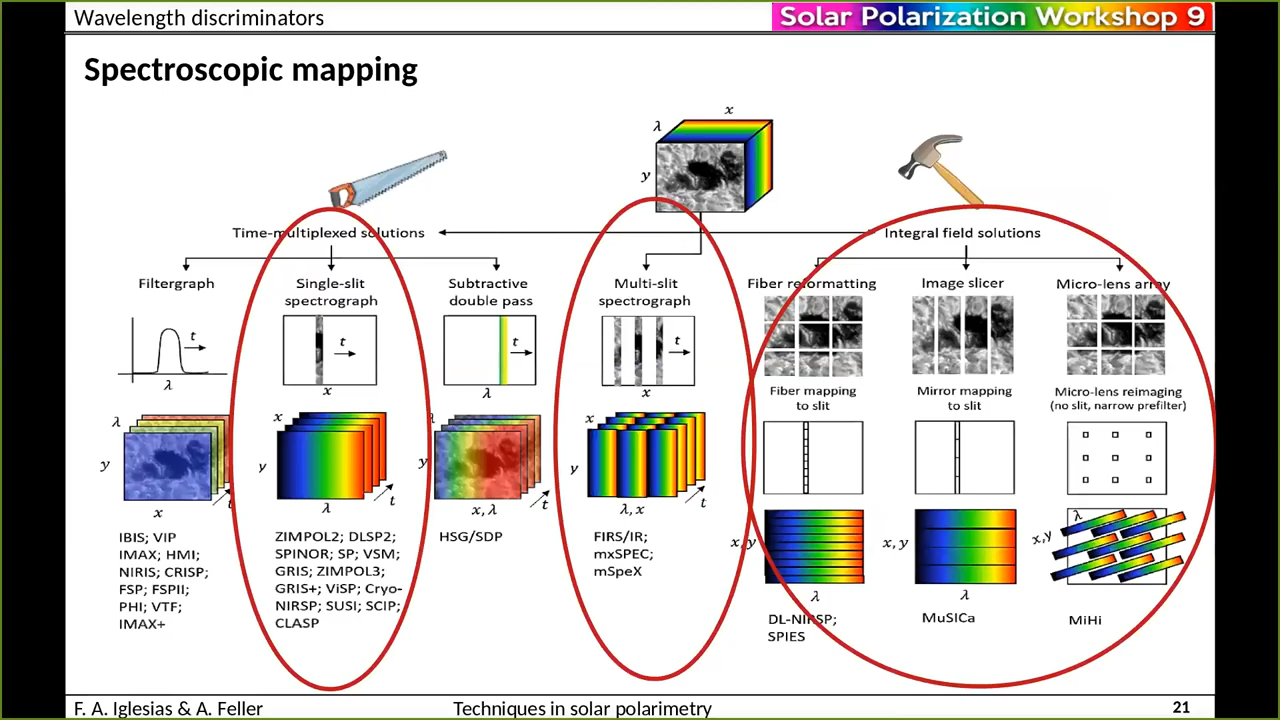 Wavelength discriminators
Solar Polarization Workshop 9
Spectroscopic mapping
x
λ
y
Time-multiplexed solutions
Integral field solutions
Filtergraph
Single-slit
spectrograph
Subtractive
double pass
Multi-slit
spectrograph
Fiber reformatting
Image slicer
Micro-lens array
t
λ
t
x
t
λ
t
x
Fiber mapping
to slit
Mirror mapping
to slit
Micro-lens reimaging
(no slit, narrow prefilter)
λ
y
x
t
x
y
λ
t
λ
y
x, λ
t
x
y
λ, x
t
x, y
λ
x, y
λ
x,y
λ
IBIS; VIP
IMAX; HMI;
NIRIS; CRISP;
FSP; FSPII;
PHI; VTF;
IMAX+
ZIMPOL2; DLSP2;
SPINOR; SP; VSM;
GRIS; ZIMPOL3;
GRIS+; ViSP; Cryo-
NIRSP; SUSI; SCIP;
CLASP
HSG/SDP
FIRS/IR;
mxSPEC;
mSpeX
DL-NIRSP;
SPIES
MuSICa
MiHi
F. A. Iglesias & A. Feller
Techniques in solar polarimetry
21